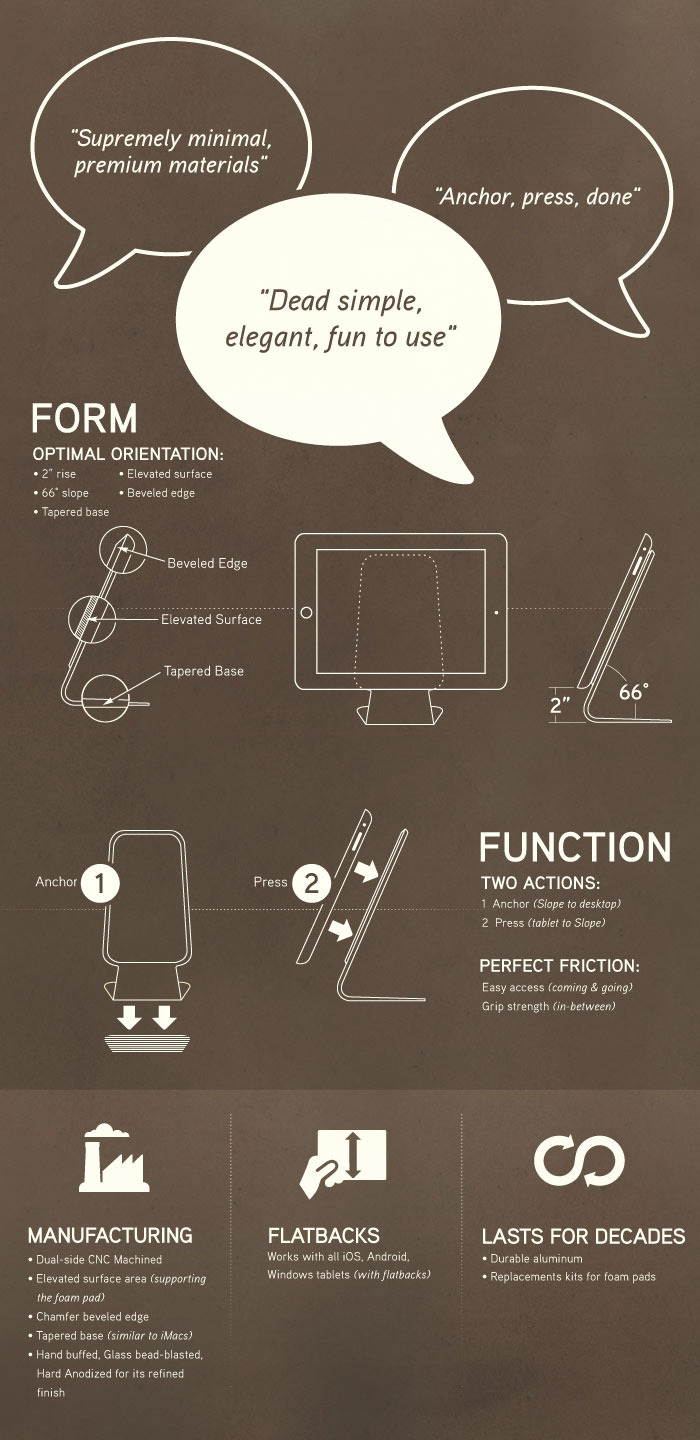 "Supremely minimal,
premium materials"
"Anchor, press, done"
"Dead simple,
elegant, fun to use"
FORM
OPTIMAL ORIENTATION:
• 2" rise
• Elevated surface
• 66° slope
• Beveled edge
• Tapered base
Beveled Edge
Elevated Surface
Tapered Base
2"
66°
Anchor 1
Press 2
FUNCTION
TWO ACTIONS:
1 Anchor (Slope to desktop)
2 Press (tablet to Slope)
PERFECT FRICTION:
Easy access (coming & going)
Grip strength (in-between)
MANUFACTURING
• Dual-side CNC Machined
• Elevated surface area (supporting
the foam pad)
• Chamfer beveled edge
• Tapered base (similar to iMacs)
• Hand buffed, Glass bead-blasted,
Hard Anodized for its refined
finish
FLATBACKS
Works with all iOS, Android,
Windows tablets (with flatbacks)
LASTS FOR DECADES
• Durable aluminum
• Replacements kits for foam pads